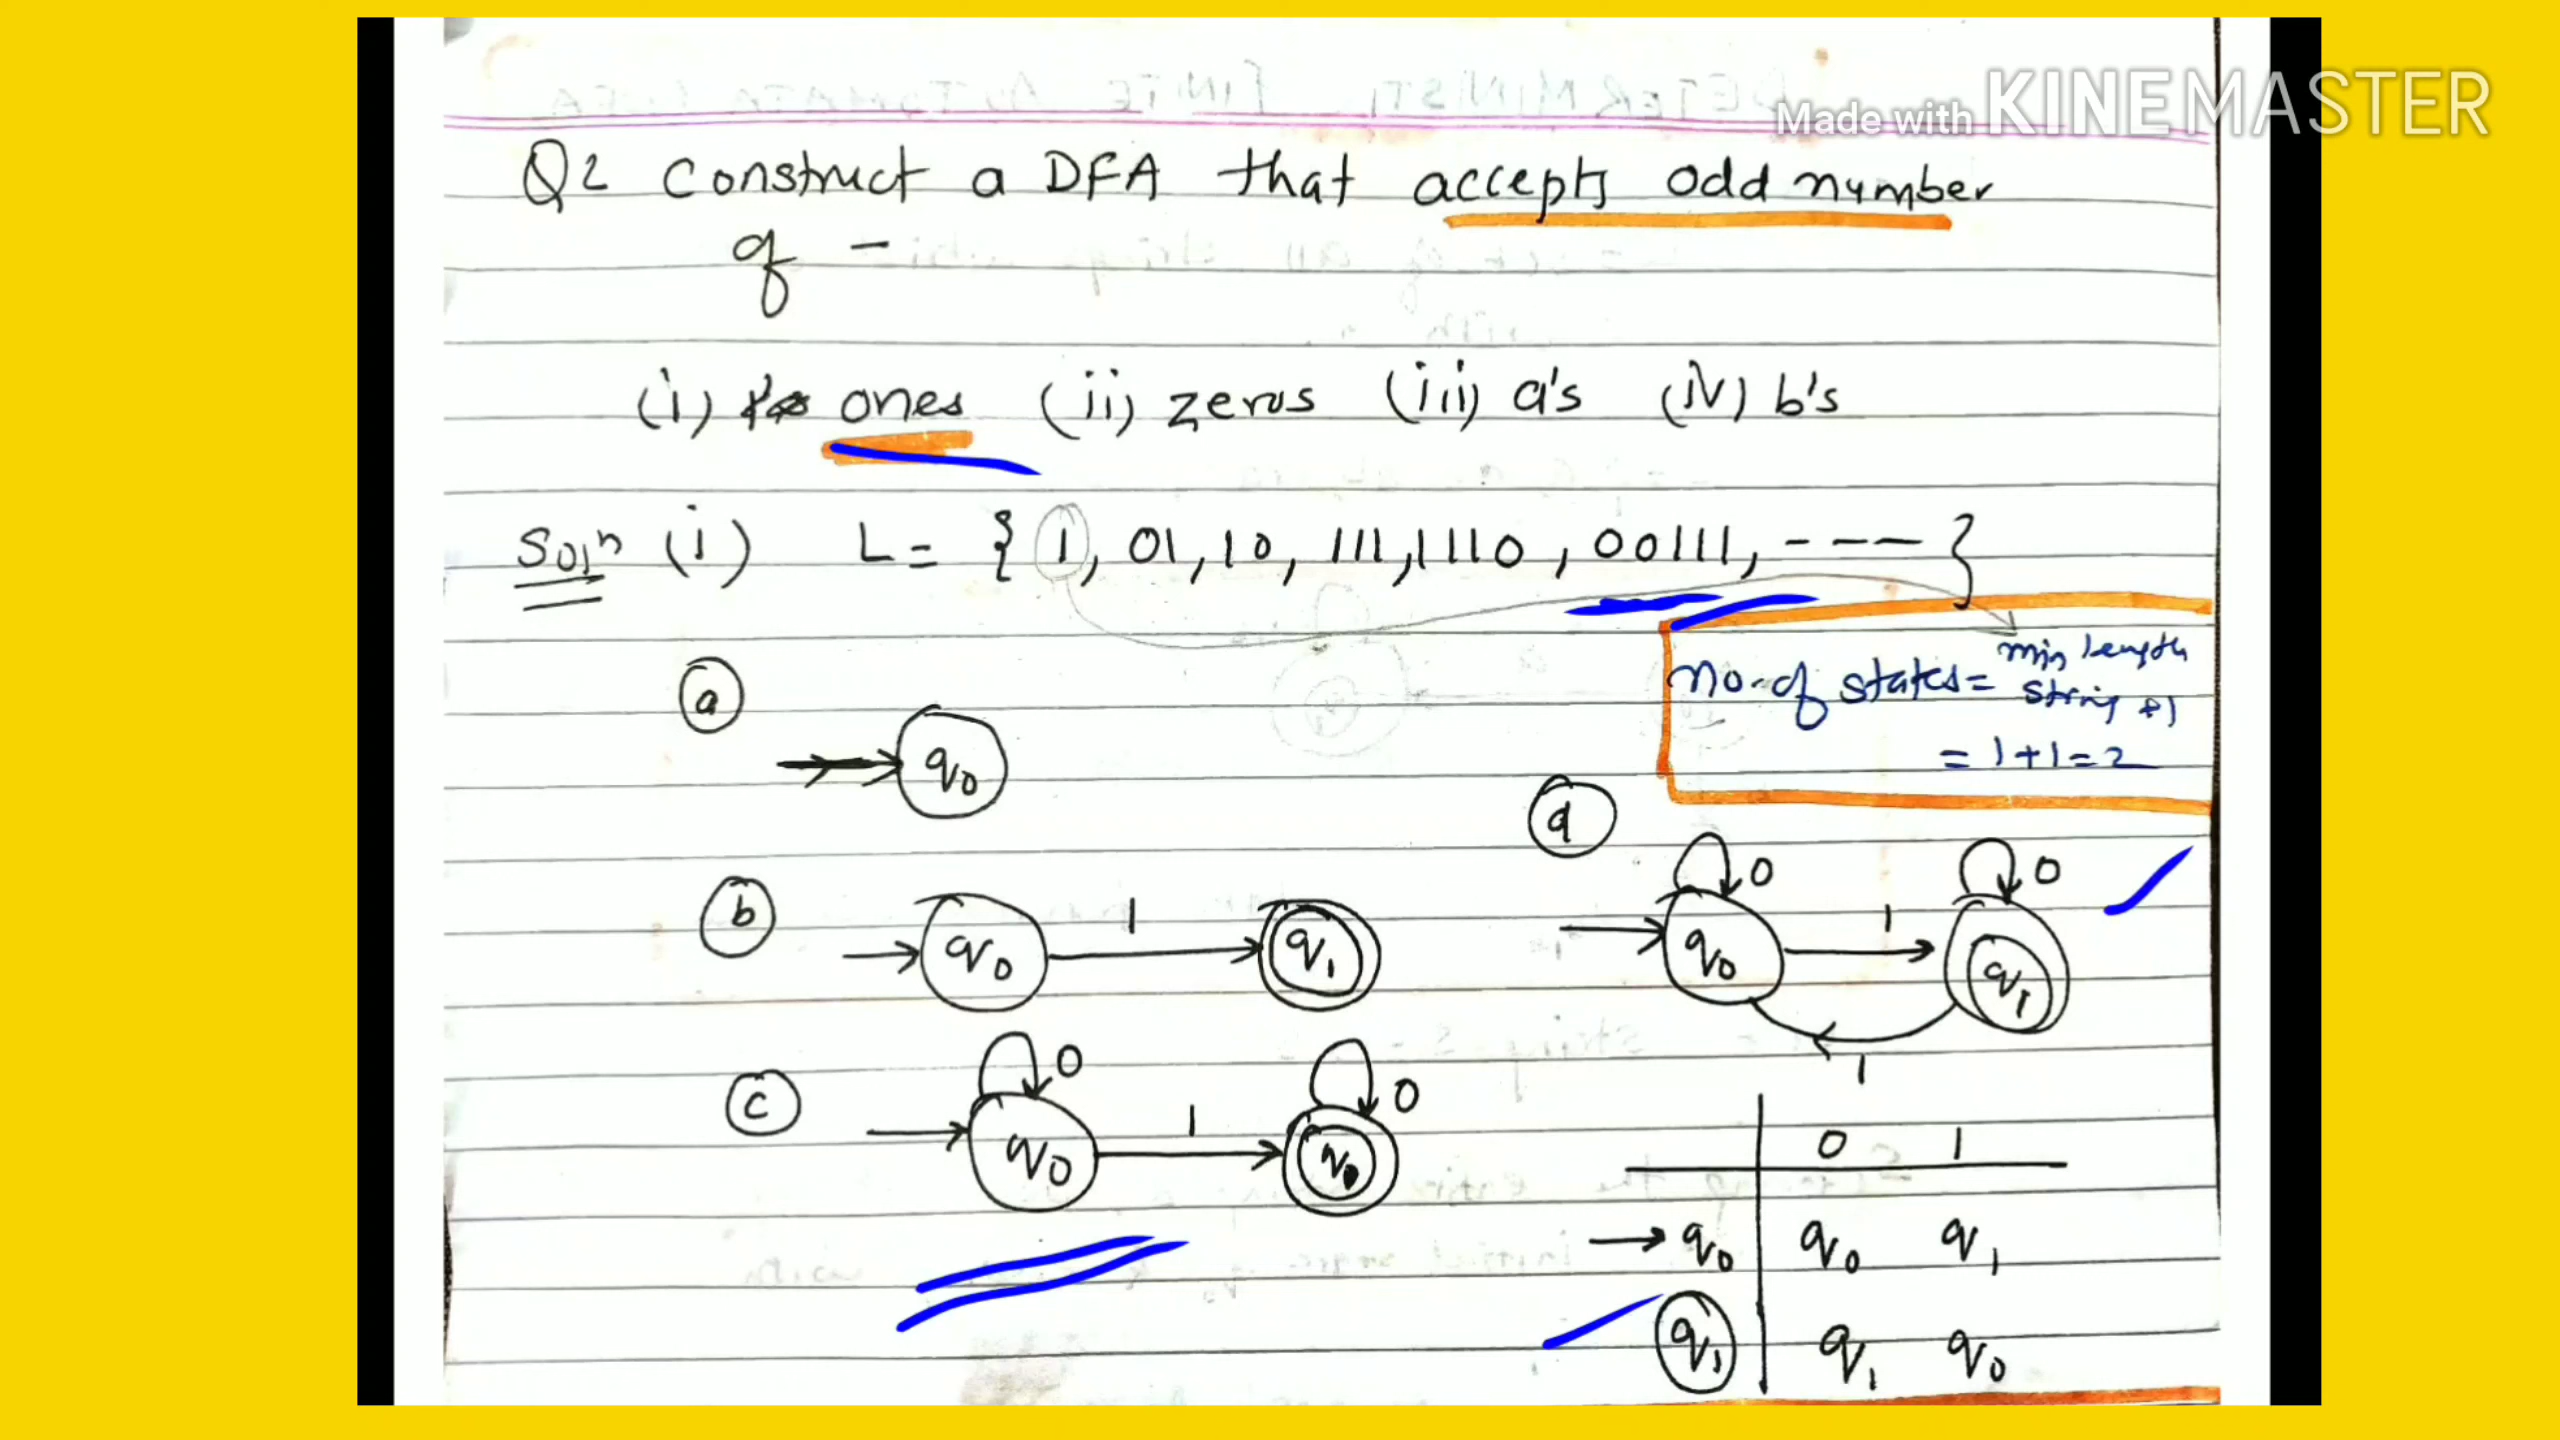 Made with KINEMASTER
Q2 Construct a DFA that accepts odd number
of -
(i) ones (ii) zeros (iii) a's (iv) b's
Solⁿ (i) L = { 1, 01, 10, 111, 1110, 00111, - - - }
no. of states = min length string +1
= 1+1=2
a
q0
d
0 0
b
q0 1 q1
q0 1 q1
1
c
0 0
q0 1
0 1
→ q0 q0 q1
q1 q1 q0